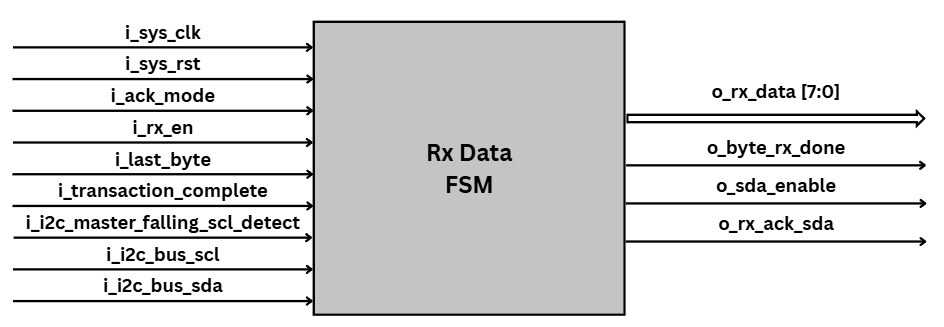 i_sys_clk
i_sys_rst
i_ack_mode
i_rx_en
i_last_byte
i_transaction_complete
i_i2c_master_falling_scl_detect
i_i2c_bus_scl
i_i2c_bus_sda
Rx Data
FSM
o_rx_data [7:0]
o_byte_rx_done
o_sda_enable
o_rx_ack_sda